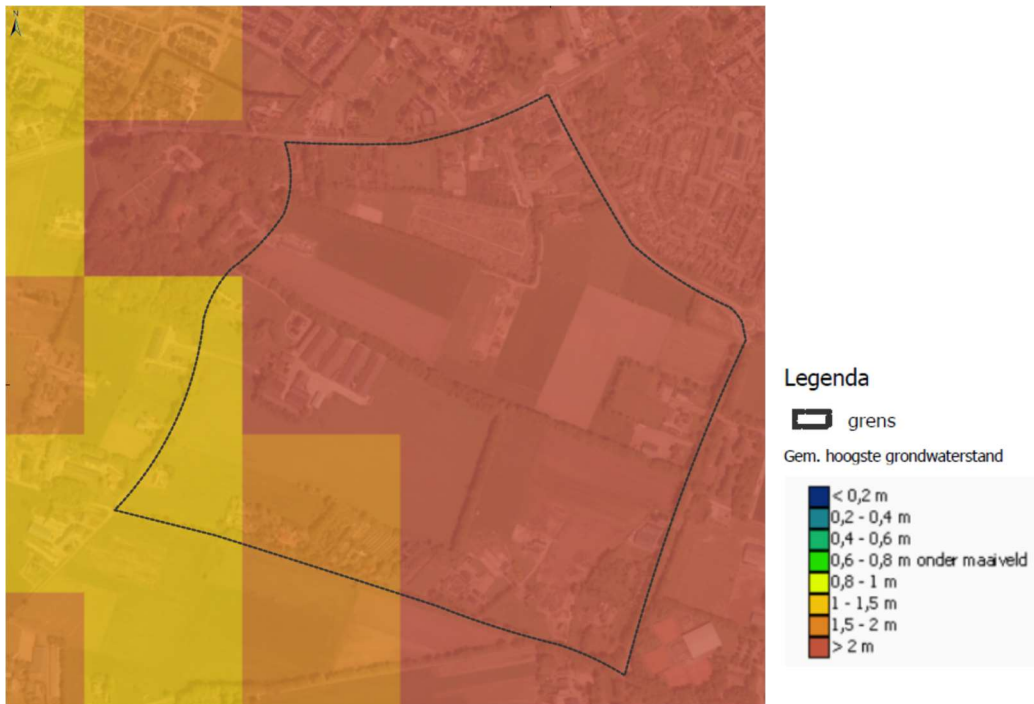 N
Legenda
grens
Gem. hoogste grondwaterstand
< 0,2 m
0,2 - 0,4 m
0,4 - 0,6 m
0,6 - 0,8 m onder maaiveld
0,8 - 1 m
1 - 1,5 m
1,5 - 2 m
> 2 m